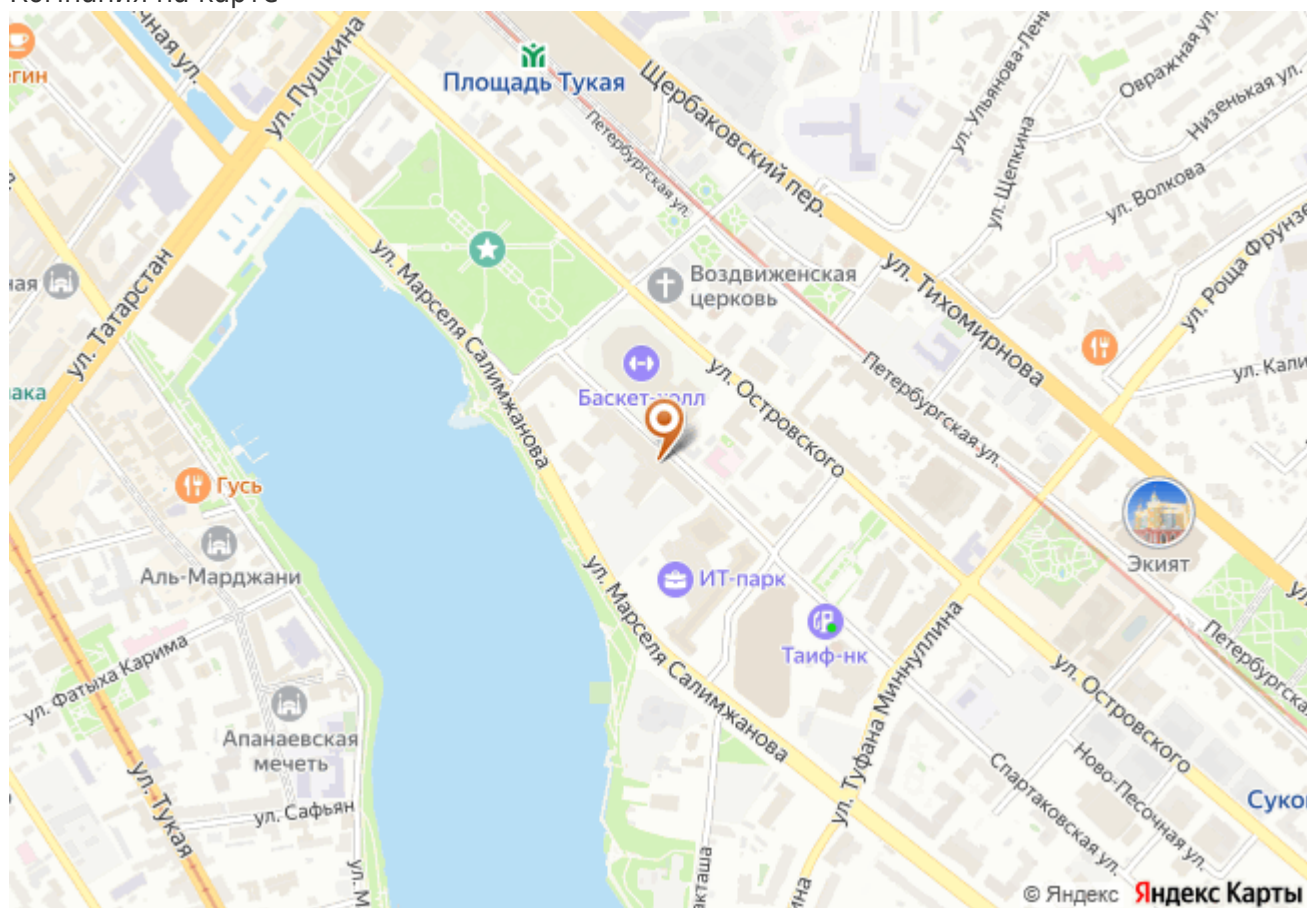 Компания на карте
ул. Пушкина
Площадь Тукая
Щербаковский пер.
Овражная ул.
Низенькая ул.
ул. Щепкина
ул. Волкова
Петербургская ул.
ул. Татарстан
ул. Марселя Салимжанова
Воздвиженская
церковь
ул. Тихомирнова
ул. Роща Фрунзе
Баскет-холл
ул. Островского
Петербургская ул.
Гусь
Аль-Марджани
ИТ-парк
Экият
Таиф-нк
ул. Марселя Салимжанова
ул. Фатыха Карима
ул. Туфана Миннуллина
Апанаевская
мечеть
ул. Островского
ул. Тукая
ул. Сафьян
Спартаковская ул.
Ново-Песочная ул.
© Яндекс Яндекс Карты